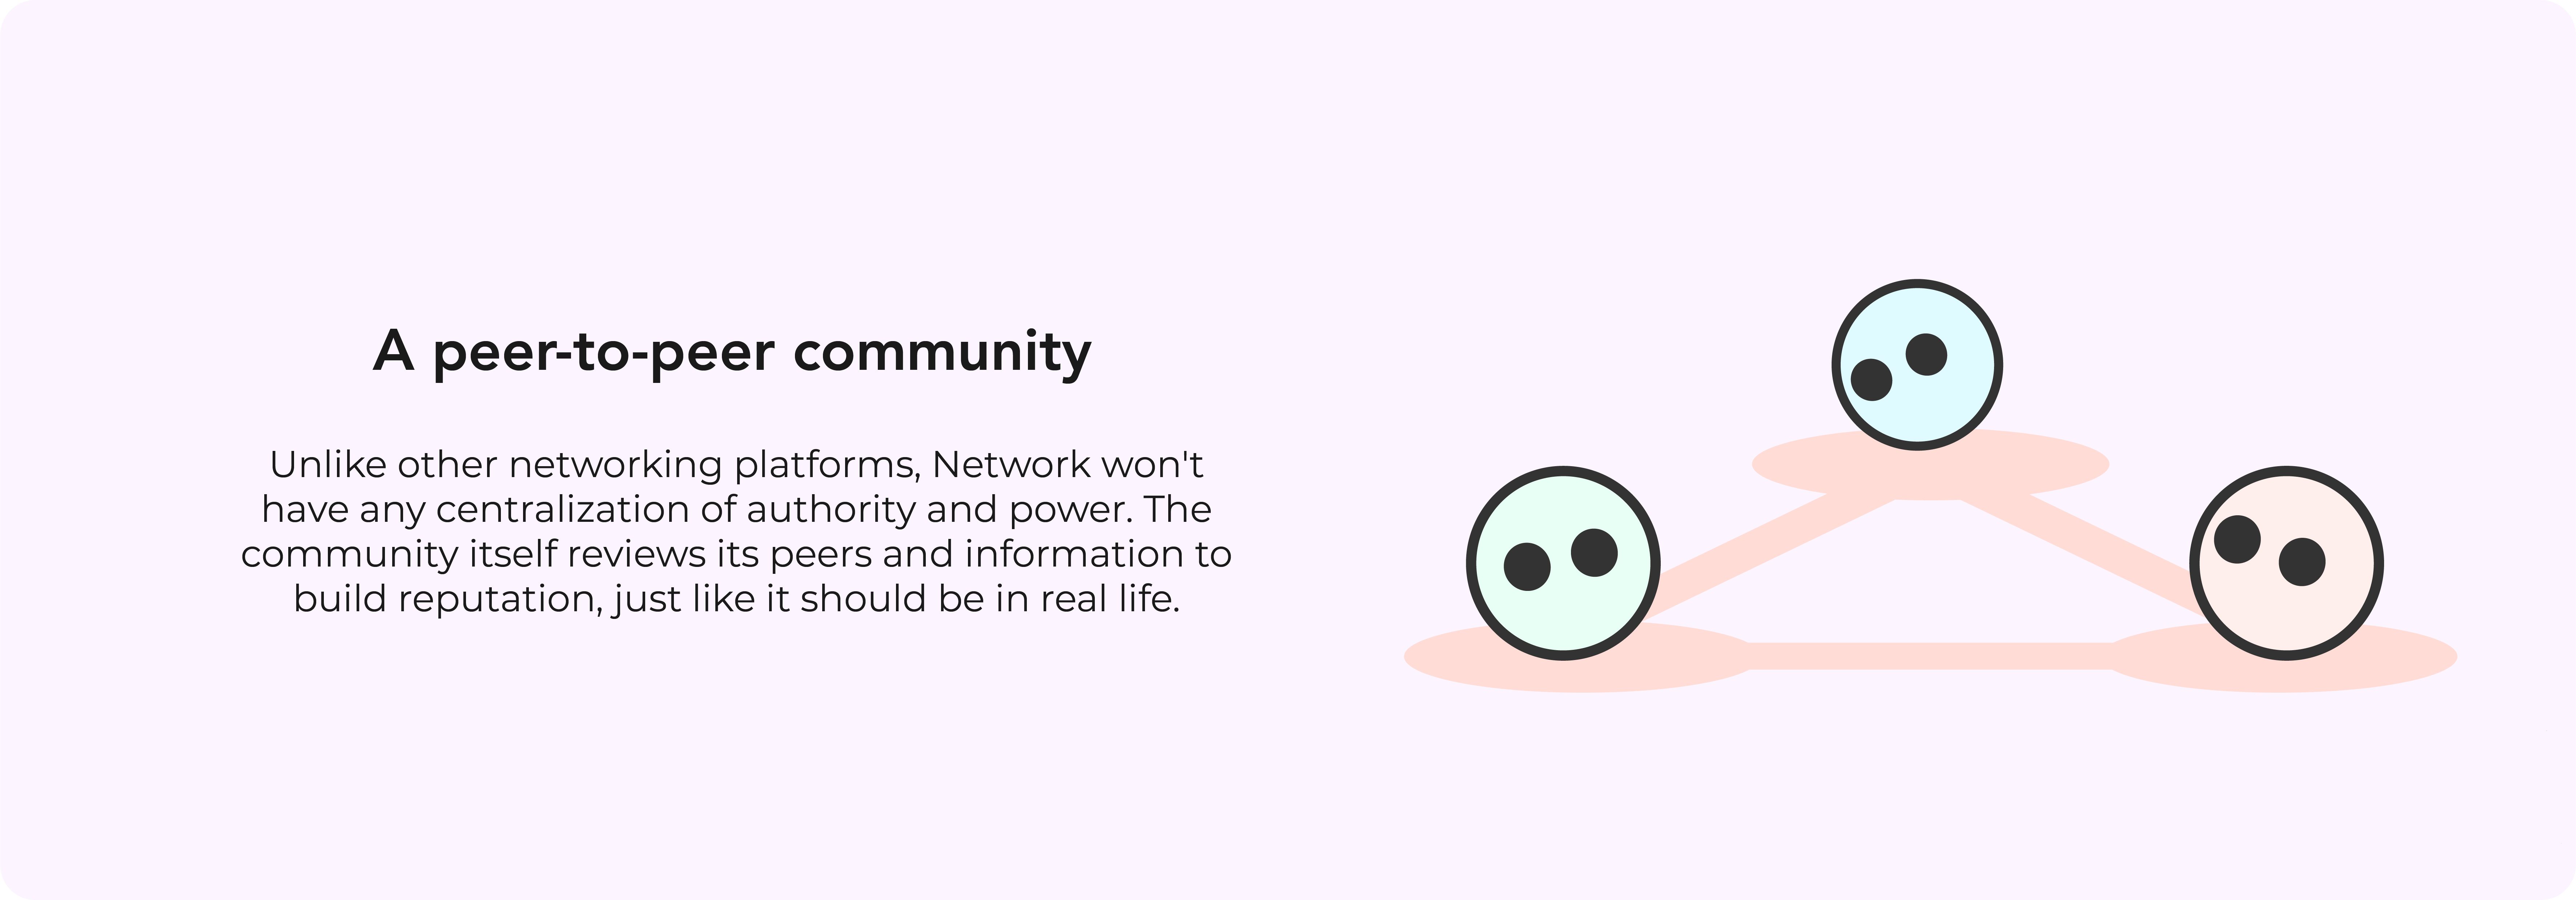 A peer-to-peer community
Unlike other networking platforms, Network won't
have any centralization of authority and power. The
community itself reviews its peers and information to
build reputation, just like it should be in real life.